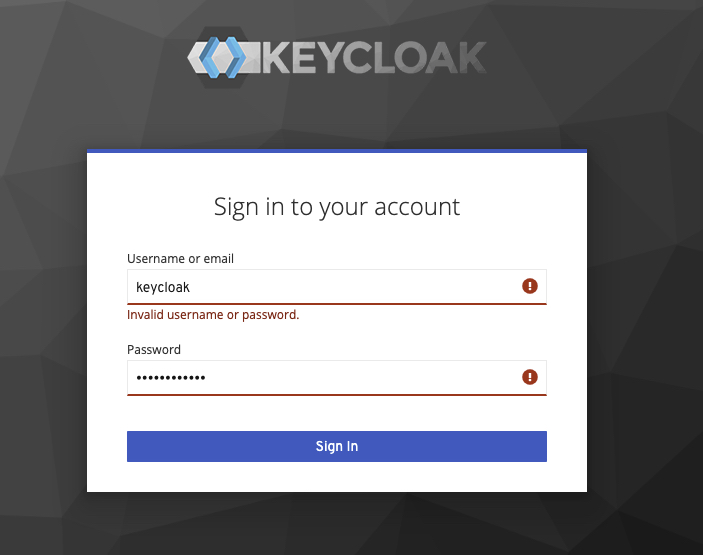 KEYCLOAK
Sign in to your account
Username or email
keycloak
Invalid username or password.
Password
••••••••••••
Sign In